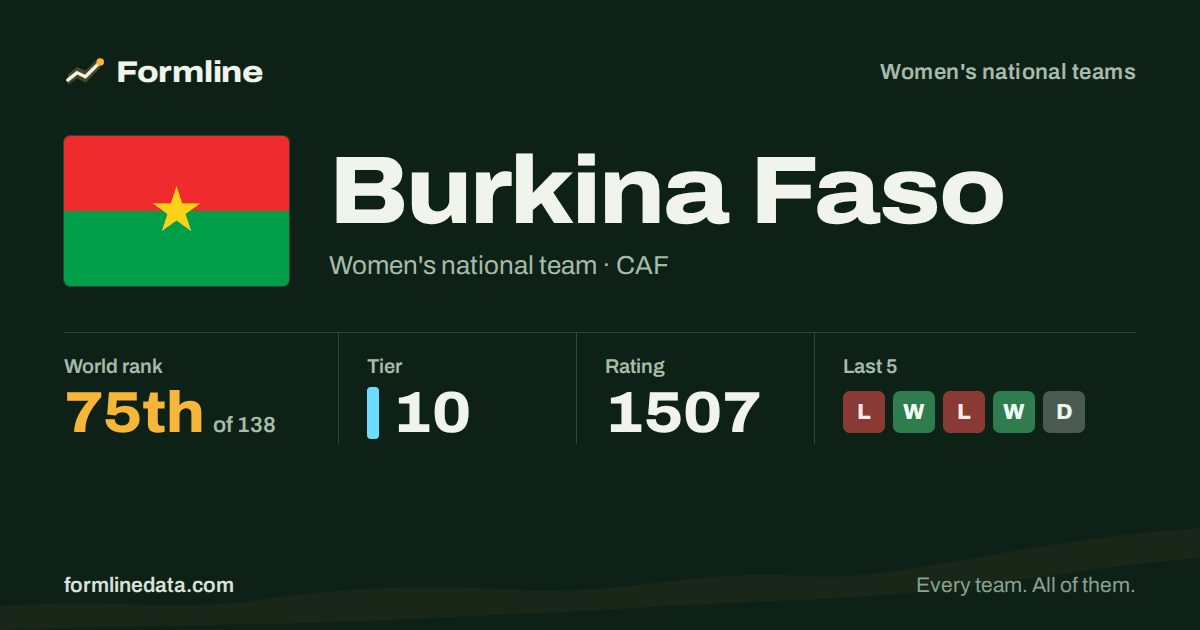 Formline
Women's national teams
Burkina Faso
Women's national team · CAF
World rank
75th of 138
Tier
10
Rating
1507
Last 5
L W L W D
formlinedata.com
Every team. All of them.